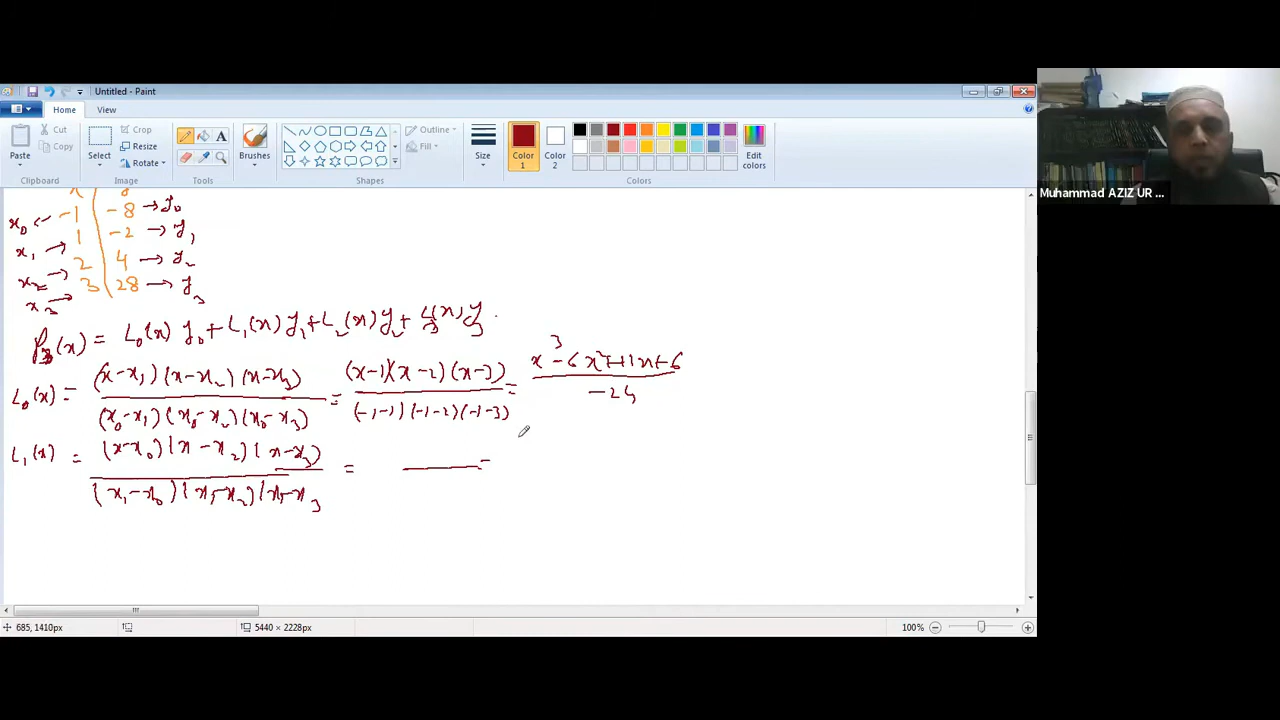 Untitled - Paint
Home View
Paste Cut Copy Select Crop Resize Rotate Brushes Outline Fill Size Color 1 Color 2 Edit colors
Clipboard Image Tools Shapes Colors
Muhammad AZIZ UR ...
x y
x₀ ← -1 | -8 → y₀
x₁ → 1 | -2 → y₁
x₂ → 2 | 4 → y₂
x₃ → 3 | 28 → y₃
P₃(x) = L₀(x) y₀ + L₁(x) y₁ + L₂(x) y₂ + L₃(x) y₃
L₀(x) = (x-x₁)(x-x₂)(x-x₃) / (x₀-x₁)(x₀-x₂)(x₀-x₃) = (x-1)(x-2)(x-3) / (-1-1)(-1-2)(-1-3) = x³-6x²+11x+-6 / -24
L₁(x) = (x-x₀)(x-x₂)(x-x₃) / (x₁-x₀)(x₁-x₂)(x₁-x₃ = =
685, 1410px 5440 × 2228px 100%